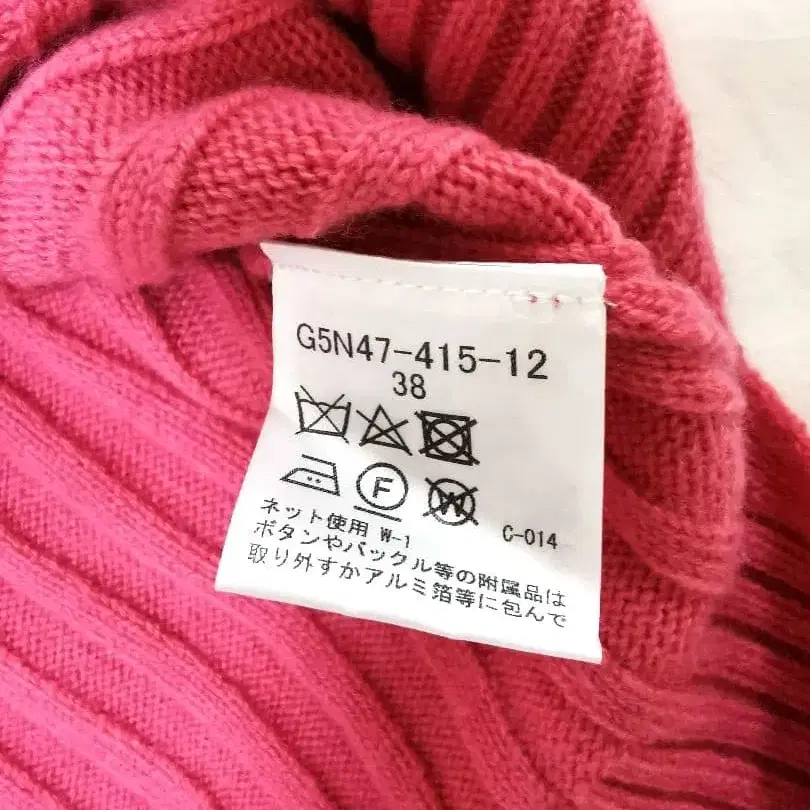 G5N47-415-12
38
F W
ネット使用 W-1 C-014
ボタンやバックル等の附属品は
取り外すかアルミ箔等に包んで